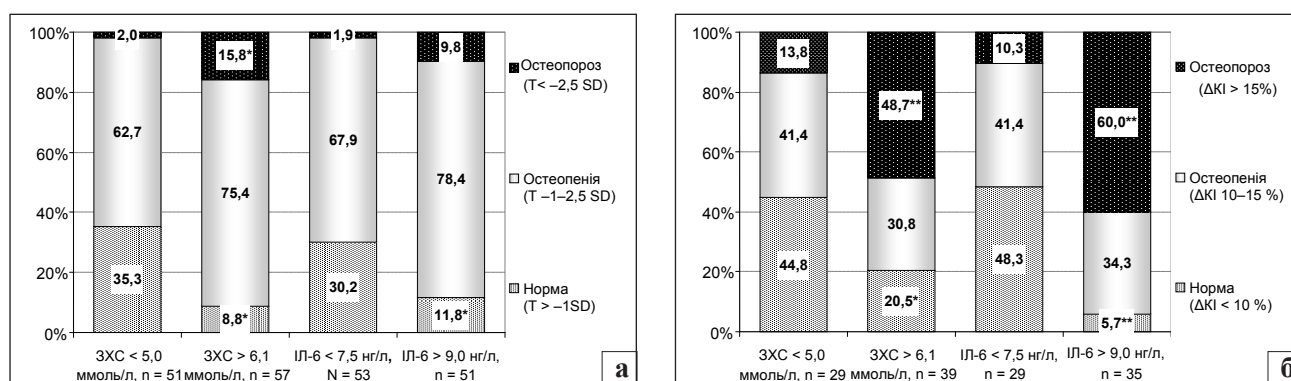 100%
80%
60%
40%
20%
0%
2,0
15,8*
1,9
9,8
62,7
75,4
67,9
78,4
35,3
8,8*
30,2
11,8*
Остеопороз
(T< –2,5 SD)
Остеопенія
(T –1–2,5 SD)
Норма
(T > –1SD)
ЗХС < 5,0
ммоль/л, n = 51
ЗХС > 6,1
ммоль/л, n = 57
ІЛ-6 < 7,5 нг/л,
N = 53
ІЛ-6 > 9,0 нг/л,
n = 51
а
100%
80%
60%
40%
20%
0%
13,8
48,7**
10,3
60,0**
41,4
30,8
41,4
34,3
44,8
20,5*
48,3
5,7**
Остеопороз
(ΔКІ > 15%)
Остеопенія
(ΔКІ 10–15 %)
Норма
(ΔКІ < 10 %)
ЗХС < 5,0
ммоль/л, n = 29
ЗХС > 6,1
ммоль/л, n = 39
ІЛ-6 < 7,5 нг/л,
n = 29
ІЛ-6 > 9,0 нг/л,
n = 35
б